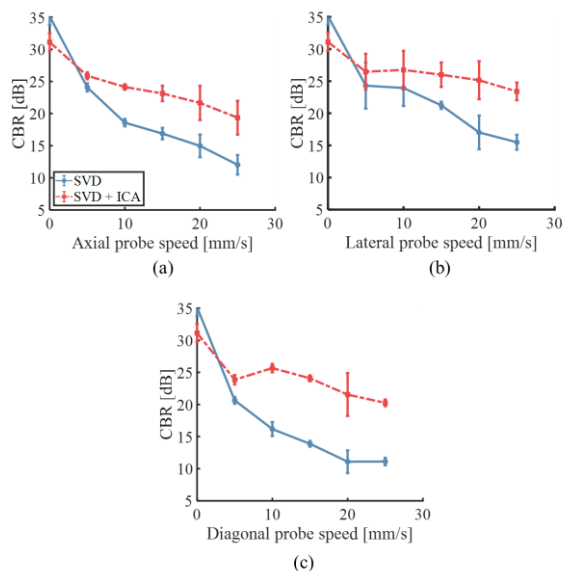 35
30
25
20
15
10
5
CBR [dB]
SVD
SVD + ICA
0 10 20 30
Axial probe speed [mm/s]
(a)
35
30
25
20
15
10
5
CBR [dB]
0 10 20 30
Lateral probe speed [mm/s]
(b)
35
30
25
20
15
10
5
CBR [dB]
0 10 20 30
Diagonal probe speed [mm/s]
(c)